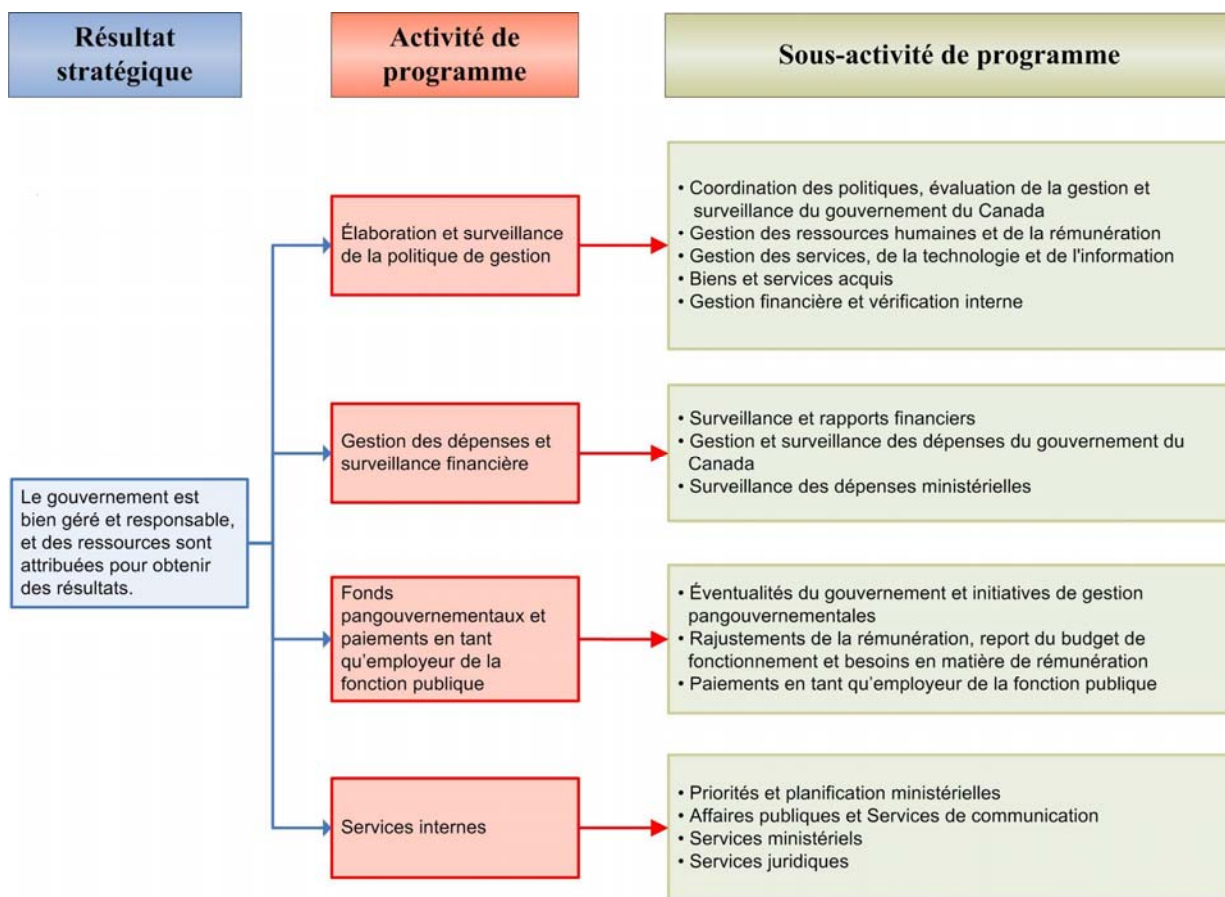 Résultat
stratégique
Activité de
programme
Sous-activité de programme
Le gouvernement est
bien géré et responsable,
et des ressources sont
attribuées pour obtenir
des résultats.
Élaboration et surveillance
de la politique de gestion
• Coordination des politiques, évaluation de la gestion et
surveillance du gouvernement du Canada
• Gestion des ressources humaines et de la rémunération
• Gestion des services, de la technologie et de l'information
• Biens et services acquis
• Gestion financière et vérification interne
Gestion des dépenses et
surveillance financière
• Surveillance et rapports financiers
• Gestion et surveillance des dépenses du gouvernement du
Canada
• Surveillance des dépenses ministérielles
Fonds
pangouvernementaux et
paiements en tant
qu’employeur de la
fonction publique
• Éventualités du gouvernement et initiatives de gestion
pangouvernementales
• Rajustements de la rémunération, report du budget de
fonctionnement et besoins en matière de rémunération
• Paiements en tant qu’employeur de la fonction publique
Services internes
• Priorités et planification ministérielles
• Affaires publiques et Services de communication
• Services ministériels
• Services juridiques